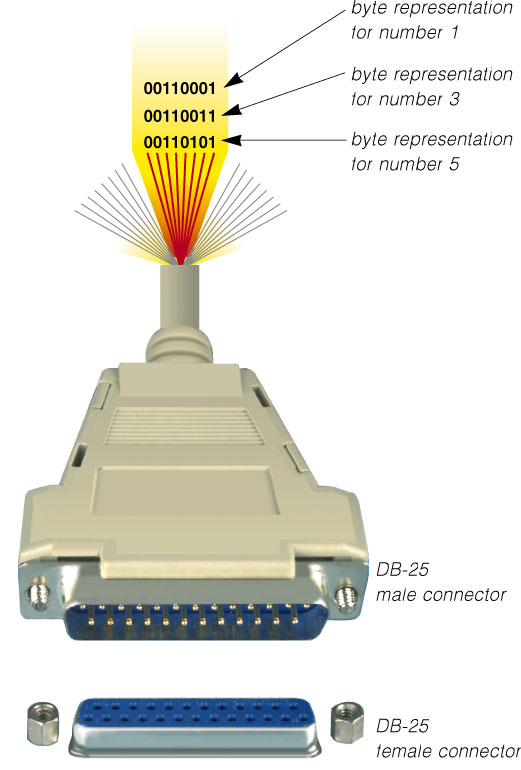 byte representation
for number 1
00110001
byte representation
for number 3
00110011
byte representation
for number 5
00110101
DB-25
male connector
DB-25
female connector